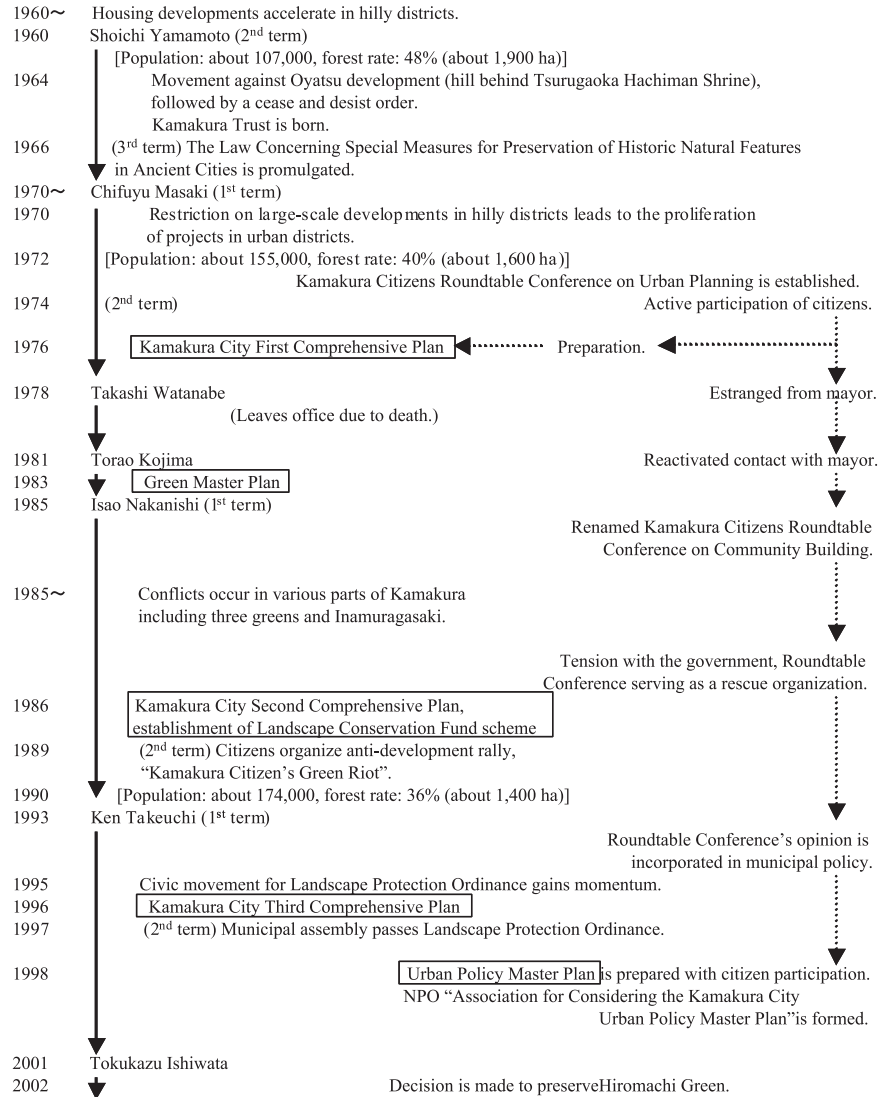 1960～ Housing developments accelerate in hilly districts.
1960 Shoichi Yamamoto (2nd term)
[Population: about 107,000, forest rate: 48% (about 1,900 ha)]
1964 Movement against Oyatsu development (hill behind Tsurugaoka Hachiman Shrine),
followed by a cease and desist order.
Kamakura Trust is born.
1966 (3rd term) The Law Concerning Special Measures for Preservation of Historic Natural Features
in Ancient Cities is promulgated.
1970～ Chifuyu Masaki (1st term)
1970 Restriction on large-scale developments in hilly districts leads to the proliferation
of projects in urban districts.
1972 [Population: about 155,000, forest rate: 40% (about 1,600 ha)]
Kamakura Citizens Roundtable Conference on Urban Planning is established.
1974 (2nd term) Active participation of citizens.
1976 Kamakura City First Comprehensive Plan Preparation.
1978 Takashi Watanabe Estranged from mayor.
(Leaves office due to death.)
1981 Torao Kojima Reactivated contact with mayor.
1983 Green Master Plan
1985 Isao Nakanishi (1st term)
Renamed Kamakura Citizens Roundtable
Conference on Community Building.
1985～ Conflicts occur in various parts of Kamakura
including three greens and Inamuragasaki.
Tension with the government, Roundtable
Conference serving as a rescue organization.
1986 Kamakura City Second Comprehensive Plan,
establishment of Landscape Conservation Fund scheme
1989 (2nd term) Citizens organize anti-development rally,
“Kamakura Citizen’s Green Riot”.
1990 [Population: about 174,000, forest rate: 36% (about 1,400 ha)]
1993 Ken Takeuchi (1st term)
Roundtable Conference’s opinion is
incorporated in municipal policy.
1995 Civic movement for Landscape Protection Ordinance gains momentum.
1996 Kamakura City Third Comprehensive Plan
1997 (2nd term) Municipal assembly passes Landscape Protection Ordinance.
1998 Urban Policy Master Plan is prepared with citizen participation.
NPO “Association for Considering the Kamakura City
Urban Policy Master Plan”is formed.
2001 Tokukazu Ishiwata
2002 Decision is made to preserveHiromachi Green.